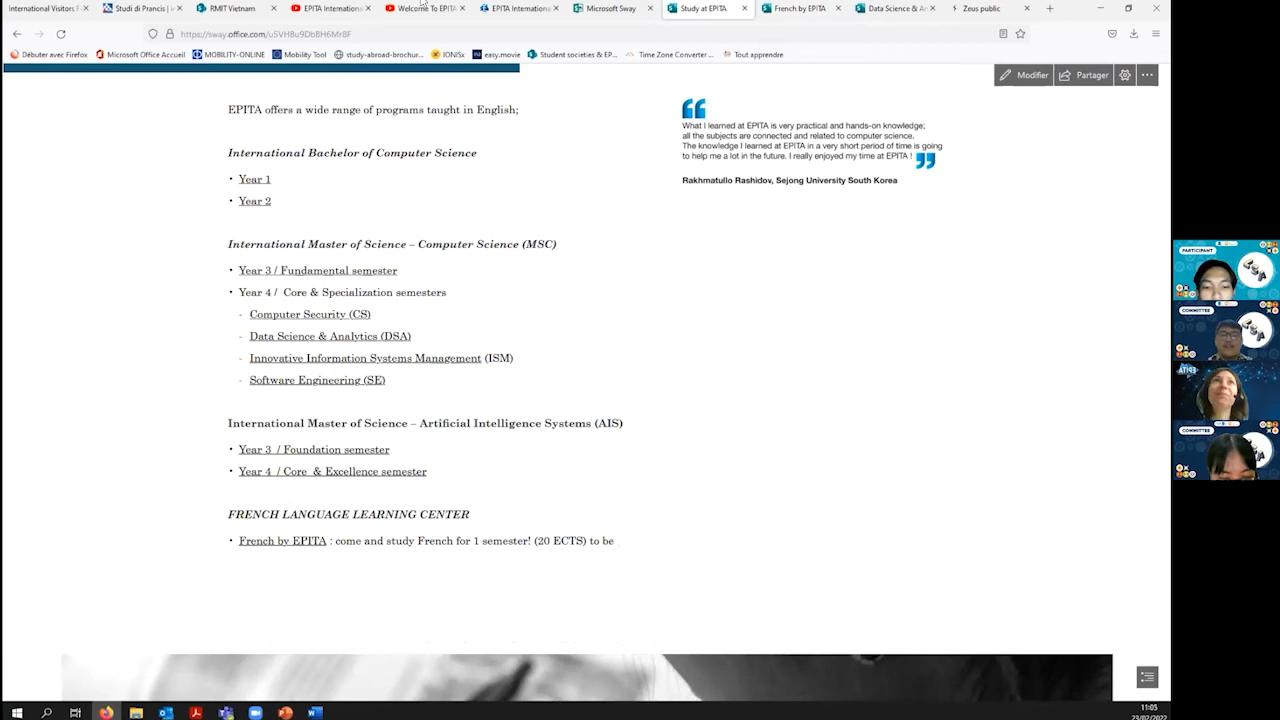 International Visitors F
Studi di Prancis | i
RMIT Vietnam
EPITA Internationa
Welcome To EPITA
EPITA Internationa
Microsoft Sway
Study at EPITA
French by EPITA
Data Science & A
Zeus public
https://sway.office.com/u5VH8u9DbBH6MrBF
Débuter avec Firefox
Microsoft Office Accueil
MOBILITY-ONLINE
Mobility Tool
study-abroad-brochur...
IONISx
easy.movie
Student societies & EP...
Time Zone Converter ...
Tout apprendre
Modifier
Partager
EPITA offers a wide range of programs taught in English;
International Bachelor of Computer Science
• Year 1
• Year 2
International Master of Science – Computer Science (MSC)
• Year 3 / Fundamental semester
• Year 4 / Core & Specialization semesters
- Computer Security (CS)
- Data Science & Analytics (DSA)
- Innovative Information Systems Management (ISM)
- Software Engineering (SE)
International Master of Science – Artificial Intelligence Systems (AIS)
• Year 3 / Foundation semester
• Year 4 / Core & Excellence semester
FRENCH LANGUAGE LEARNING CENTER
• French by EPITA : come and study French for 1 semester! (20 ECTS) to be
What I learned at EPITA is very practical and hands-on knowledge;
all the subjects are connected and related to computer science.
The knowledge I learned at EPITA in a very short period of time is going
to help me a lot in the future. I really enjoyed my time at EPITA !
Rakhmatullo Rashidov, Sejong University South Korea
PARTICIPANT
COMMITTEE
EPITA
COMMITTEE
11:05
23/02/2022